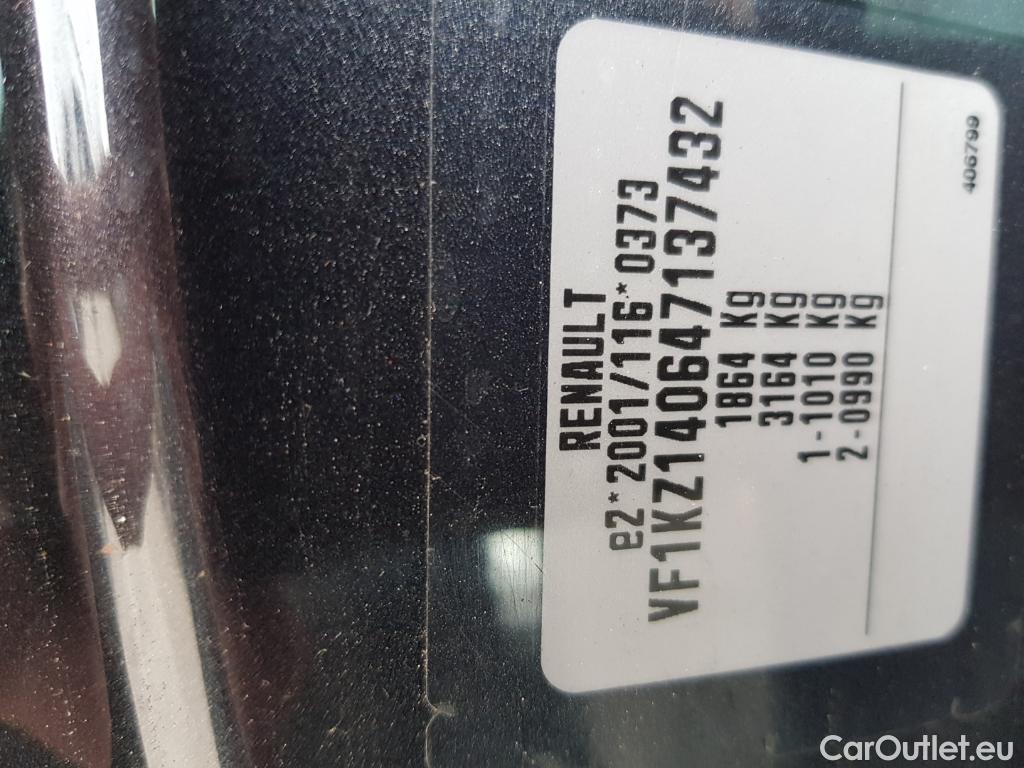 RENAULT
e2*2001/116*0373
VF1KZ140647137432
1864 Kg
3164 Kg
1-1010 Kg
2-0990 Kg
406799
CarOutlet.eu